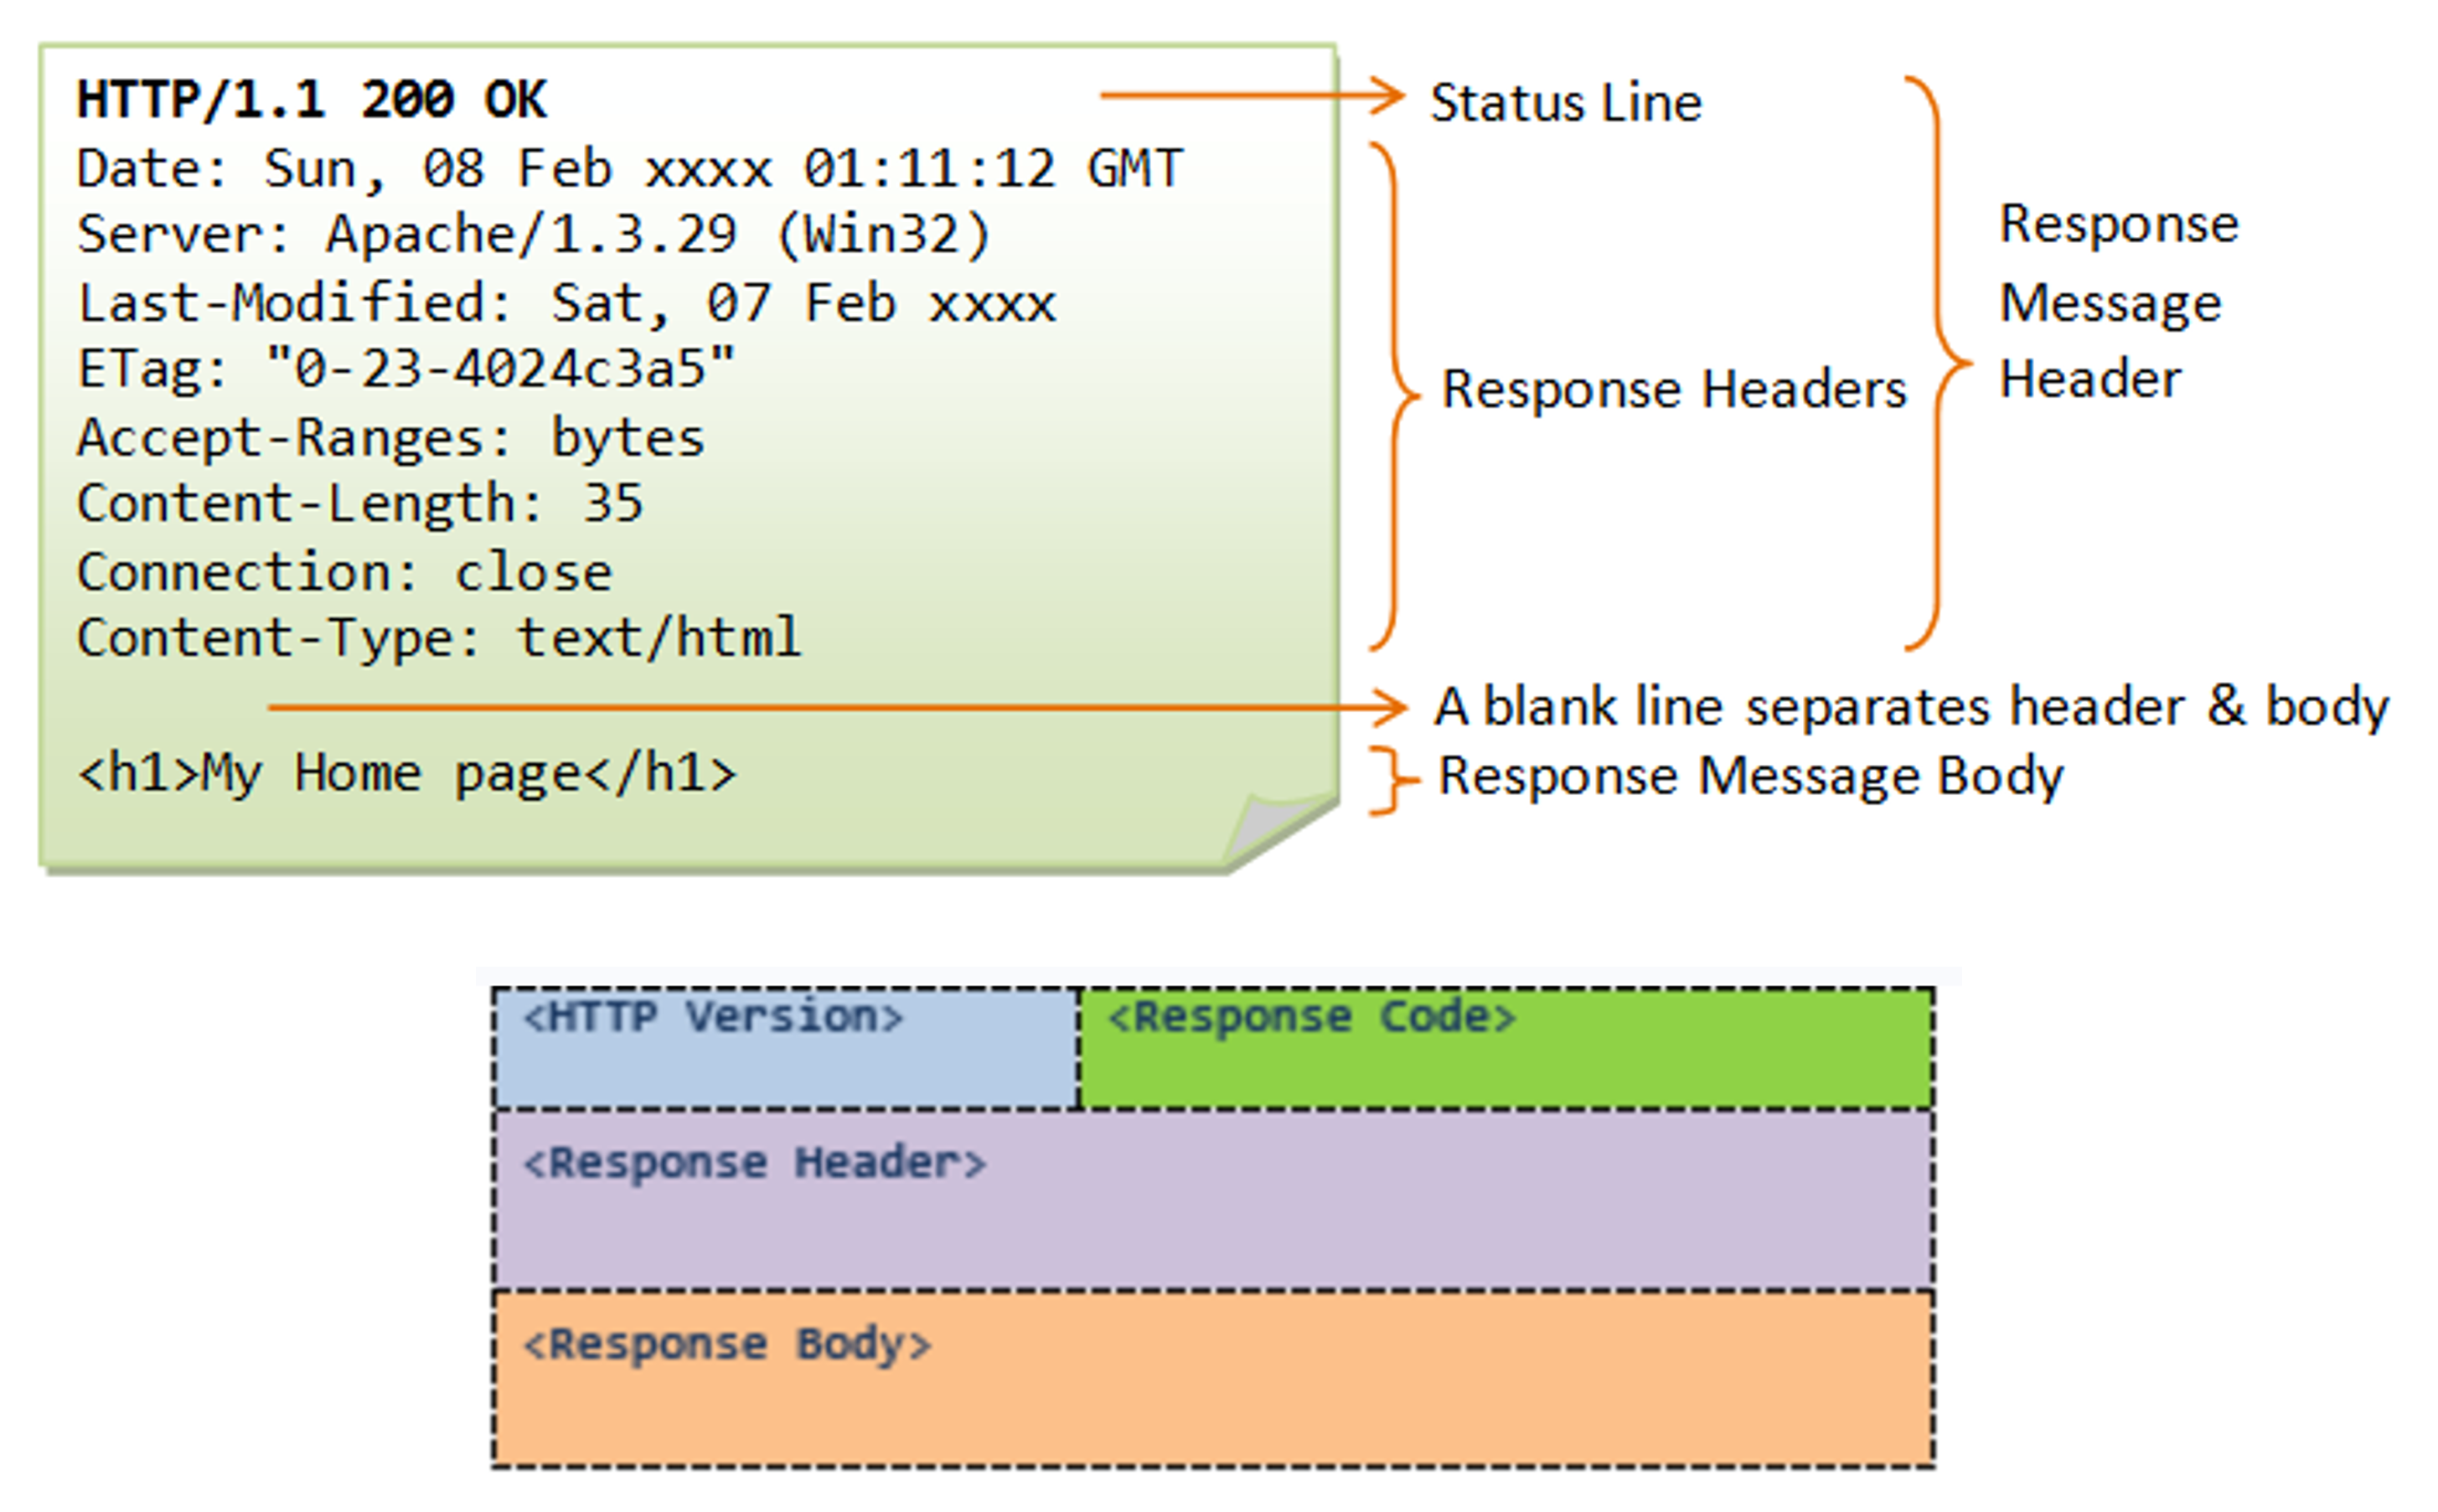 HTTP/1.1 200 OK
Status Line
Date: Sun, 08 Feb xxxx 01:11:12 GMT
Server: Apache/1.3.29 (Win32)
Last-Modified: Sat, 07 Feb xxxx
ETag: "0-23-4024c3a5"
Accept-Ranges: bytes
Content-Length: 35
Connection: close
Content-Type: text/html
Response Headers
Response
Message
Header
A blank line separates header & body
<h1>My Home page</h1>
Response Message Body
<HTTP Version>
<Response Code>
<Response Header>
<Response Body>